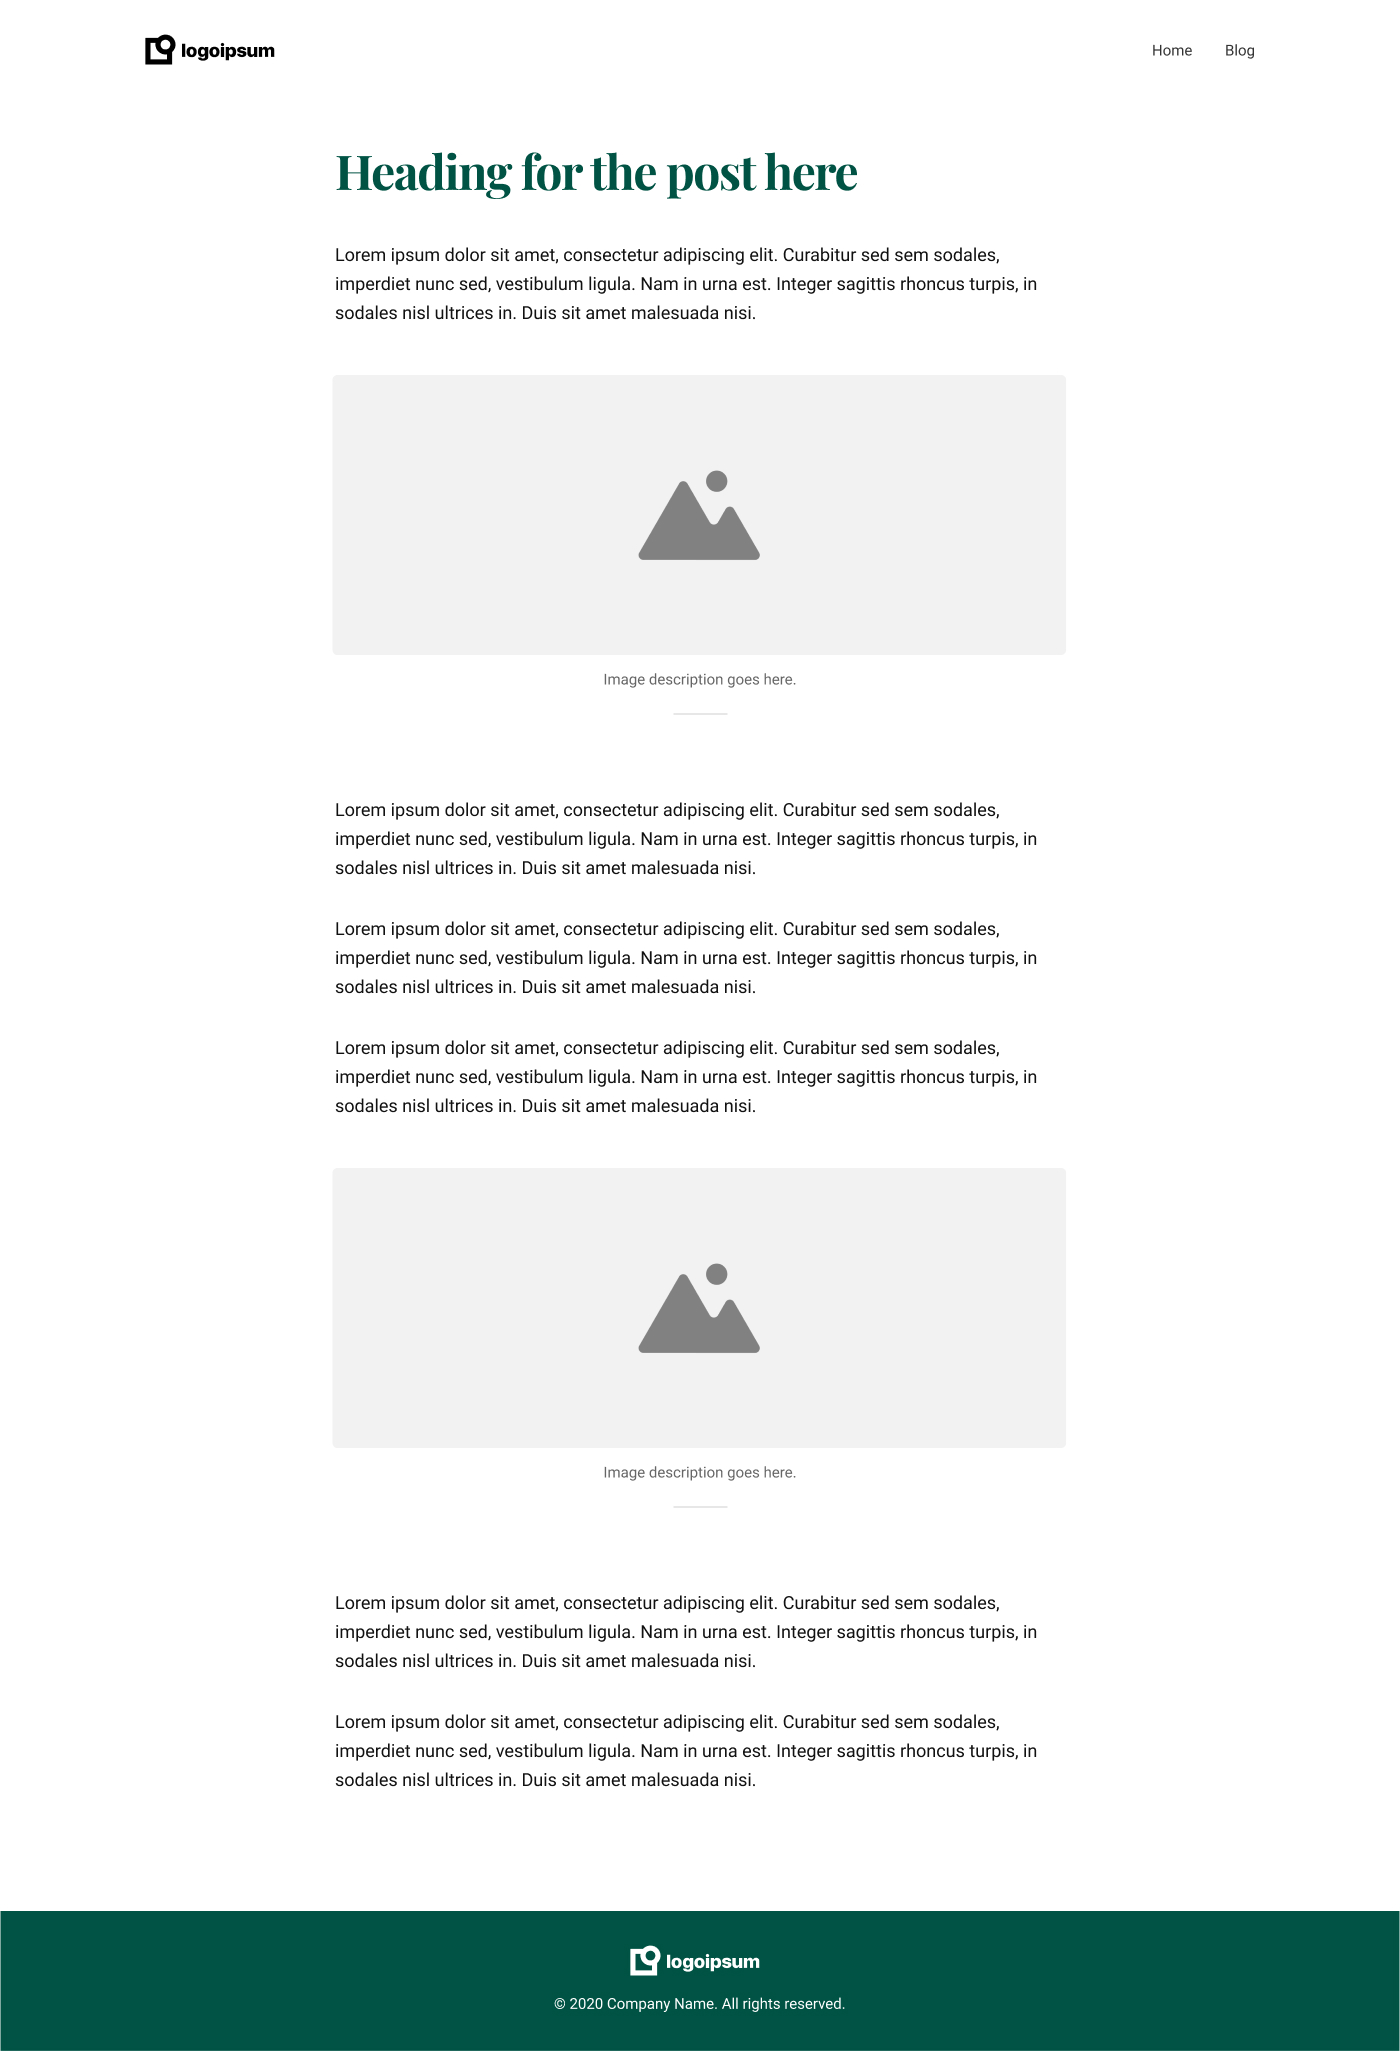 logoipsum
Home Blog
Heading for the post here
Lorem ipsum dolor sit amet, consectetur adipiscing elit. Curabitur sed sem sodales,
imperdiet nunc sed, vestibulum ligula. Nam in urna est. Integer sagittis rhoncus turpis, in
sodales nisl ultrices in. Duis sit amet malesuada nisi.
Image description goes here.
Lorem ipsum dolor sit amet, consectetur adipiscing elit. Curabitur sed sem sodales,
imperdiet nunc sed, vestibulum ligula. Nam in urna est. Integer sagittis rhoncus turpis, in
sodales nisl ultrices in. Duis sit amet malesuada nisi.
Lorem ipsum dolor sit amet, consectetur adipiscing elit. Curabitur sed sem sodales,
imperdiet nunc sed, vestibulum ligula. Nam in urna est. Integer sagittis rhoncus turpis, in
sodales nisl ultrices in. Duis sit amet malesuada nisi.
Lorem ipsum dolor sit amet, consectetur adipiscing elit. Curabitur sed sem sodales,
imperdiet nunc sed, vestibulum ligula. Nam in urna est. Integer sagittis rhoncus turpis, in
sodales nisl ultrices in. Duis sit amet malesuada nisi.
Image description goes here.
Lorem ipsum dolor sit amet, consectetur adipiscing elit. Curabitur sed sem sodales,
imperdiet nunc sed, vestibulum ligula. Nam in urna est. Integer sagittis rhoncus turpis, in
sodales nisl ultrices in. Duis sit amet malesuada nisi.
Lorem ipsum dolor sit amet, consectetur adipiscing elit. Curabitur sed sem sodales,
imperdiet nunc sed, vestibulum ligula. Nam in urna est. Integer sagittis rhoncus turpis, in
sodales nisl ultrices in. Duis sit amet malesuada nisi.
logoipsum
© 2020 Company Name. All rights reserved.